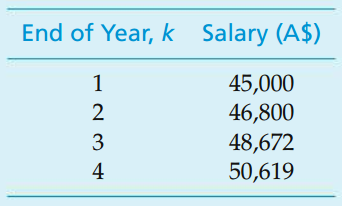 End of Year, k Salary (A$)
1 45,000
2 46,800
3 48,672
4 50,619